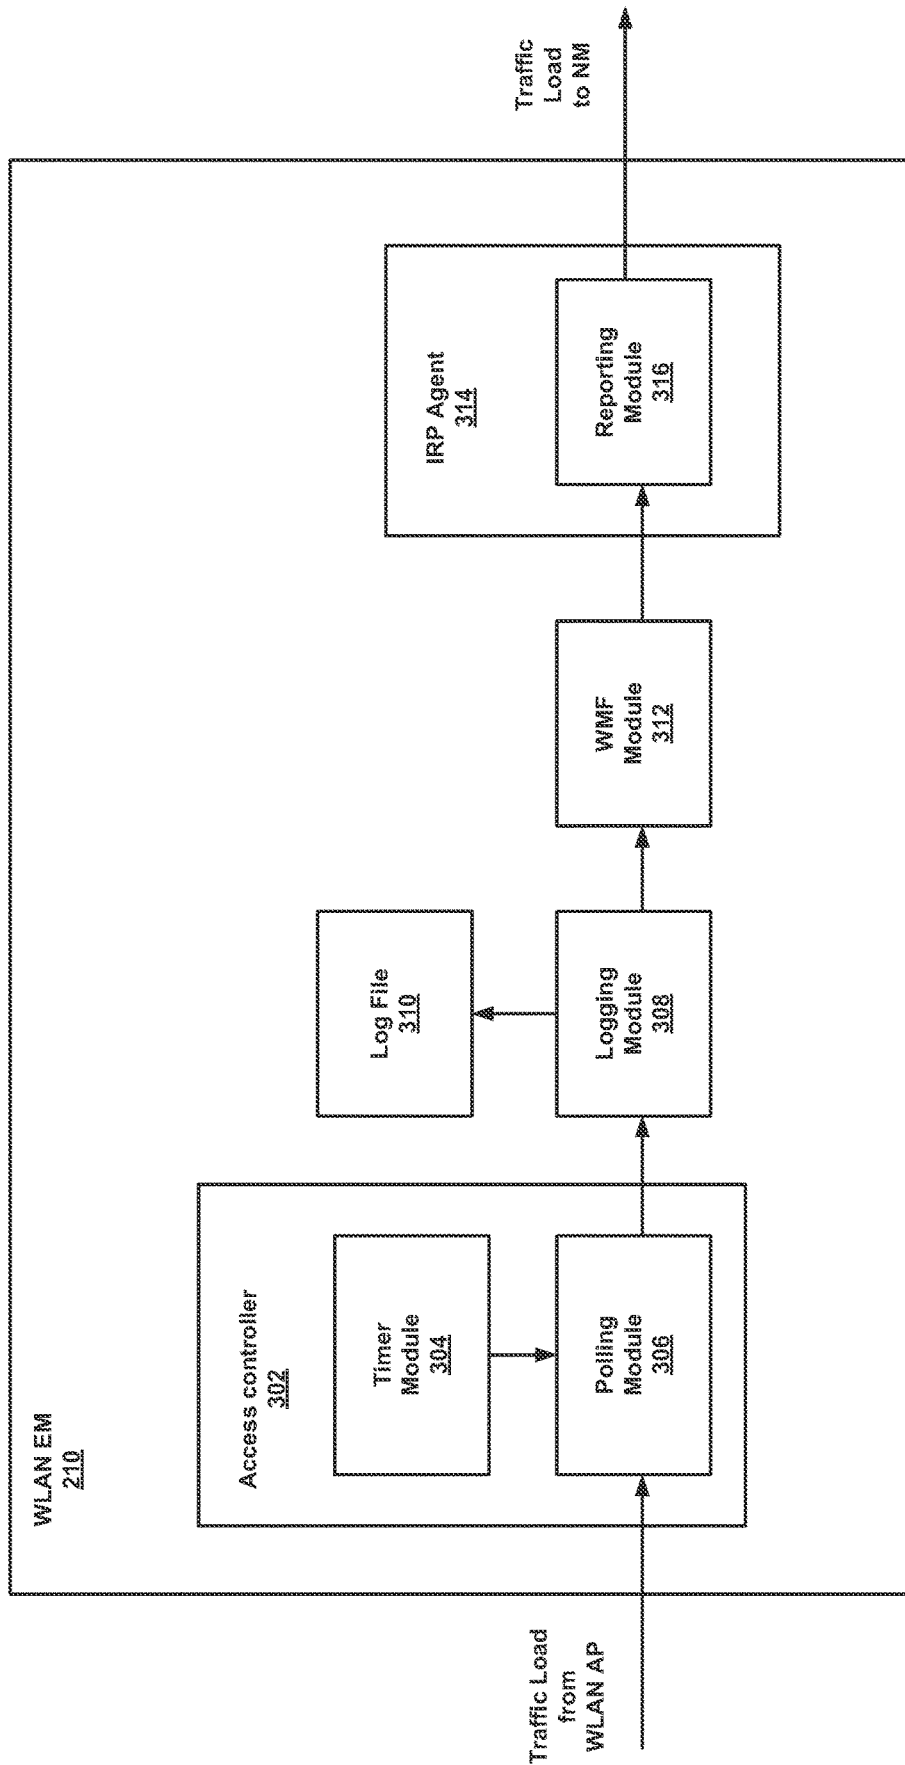 WLAN EM
210
Access controller
302
Timer
Module
304
Polling
Module
306
Traffic Load
from
WLAN AP
Log File
310
Logging
Module
308
WMF
Module
312
IRP Agent
314
Reporting
Module
316
Traffic
Load
to NM